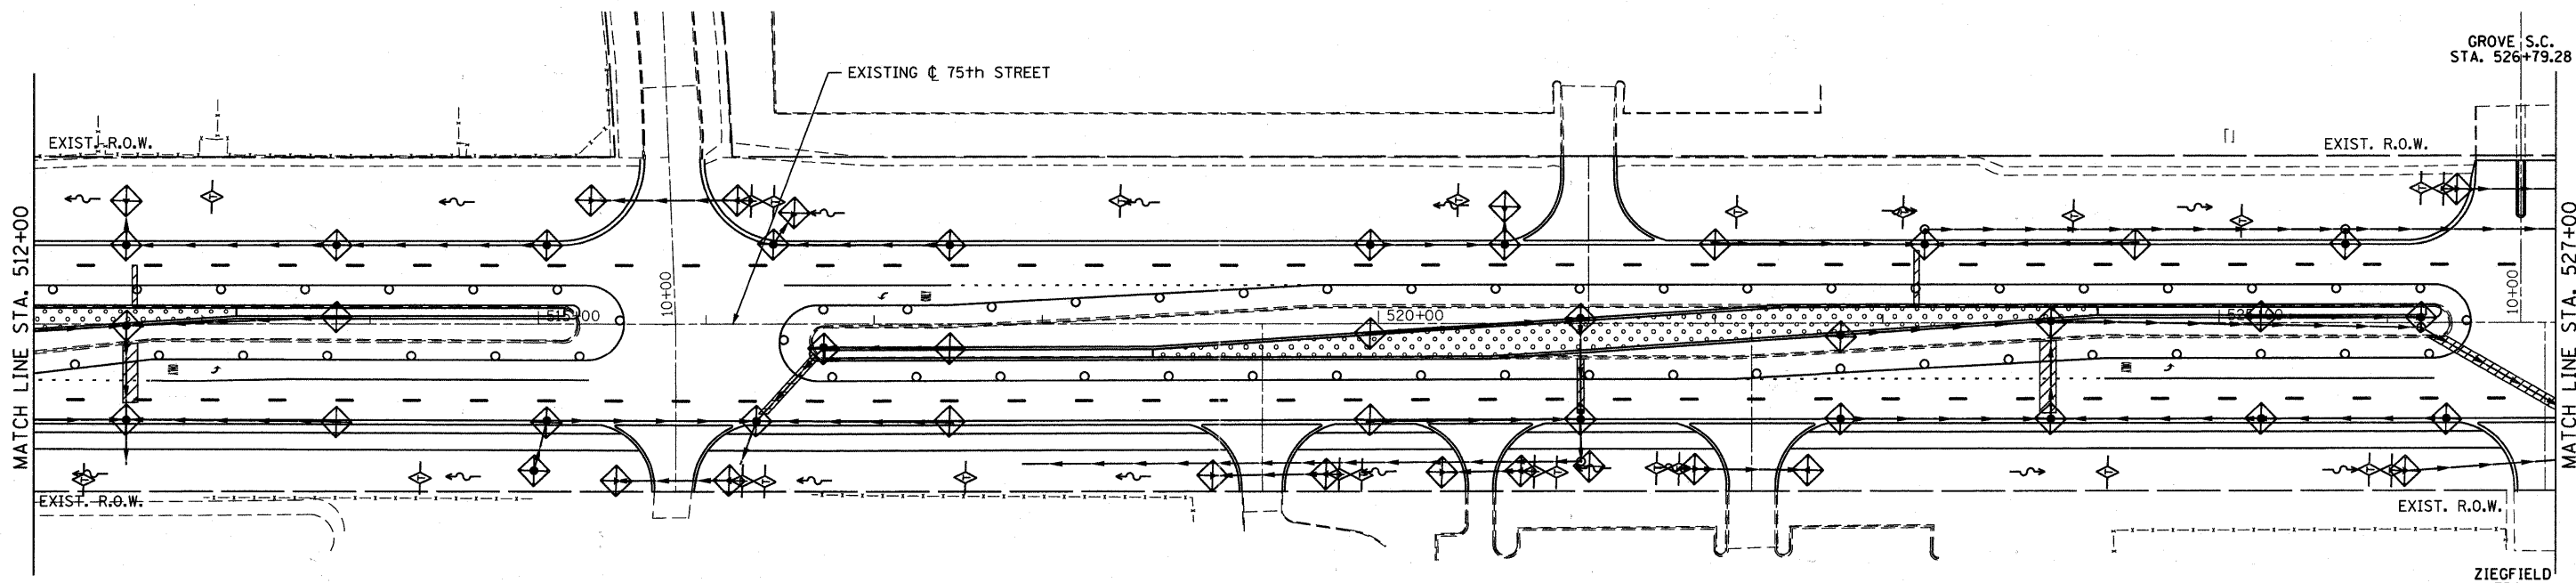 GROVE S.C.
STA. 526+79.28
EXISTING ℄ 75th STREET
EXIST. R.O.W.
EXIST. R.O.W.
MATCH LINE STA. 512+00
MATCH LINE STA. 527+00
10+00
10+00
515+00
520+00
525+00
EXIST. R.O.W.
EXIST. R.O.W.
ZIEGFIELD